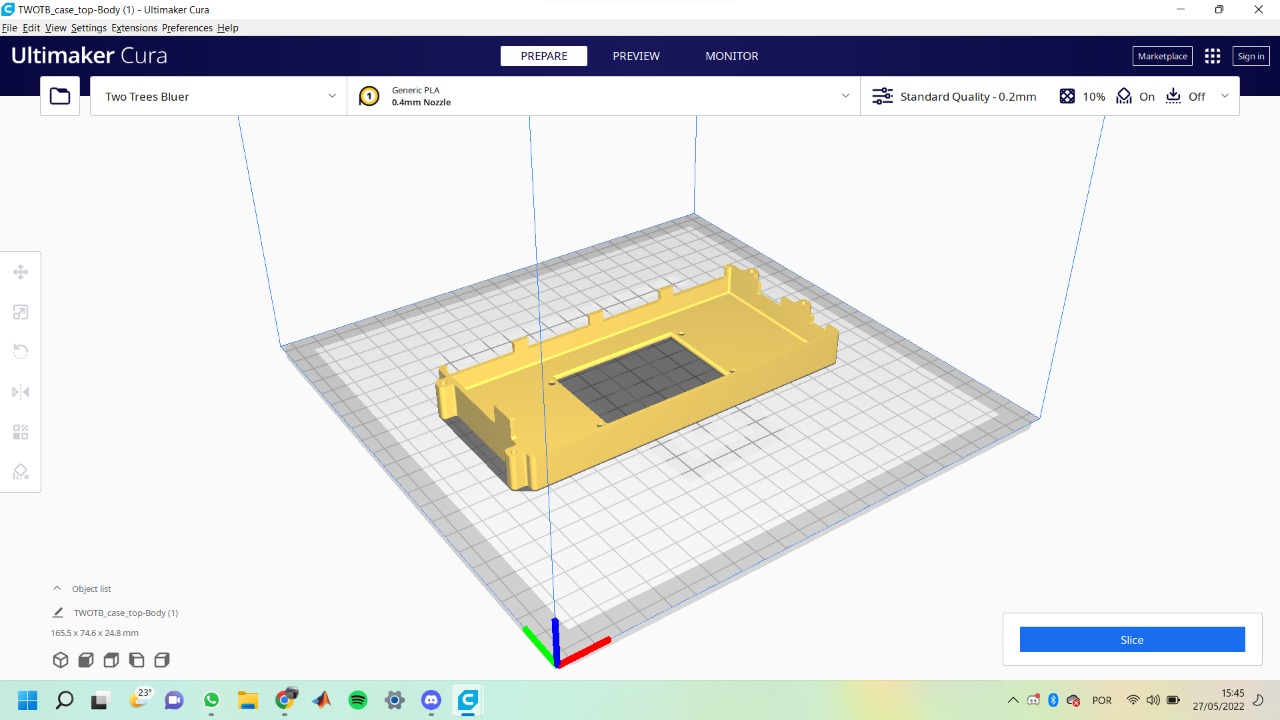 TWOTB_case_top-Body (1) - Ultimaker Cura
File Edit View Settings Extensions Preferences Help
Ultimaker Cura
PREPARE
PREVIEW
MONITOR
Marketplace
Sign in
Two Trees Bluer
1
Generic PLA
0.4mm Nozzle
Standard Quality - 0.2mm
10%
On
Off
Object list
TWOTB_case_top-Body (1)
165.5 x 74.6 x 24.8 mm
Slice
23°
POR
15:45
27/05/2022